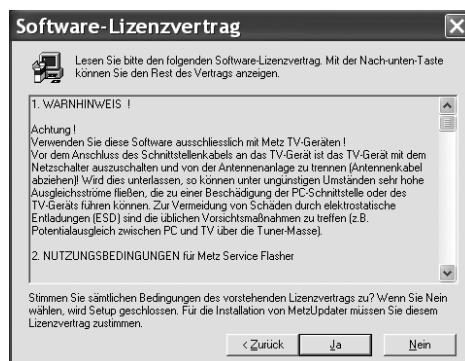 Software-Lizenzvertrag
Lesen Sie bitte den folgenden Software-Lizenzvertrag. Mit der Nach-unten-Taste
können Sie den Rest des Vertrags anzeigen.
1. WARNHINWEIS !
Achtung !
Verwenden Sie diese Software ausschliesslich mit Metz TV-Geräten !
Vor dem Anschluss des Schnittstellenkabels an das TV-Gerät ist das TV-Gerät mit dem
Netzschalter auszuschalten und von der Antennenanlage zu trennen (Antennenkabel
abziehen)! Wird dies unterlassen, so können unter ungünstigen Umständen sehr hohe
Ausgleichsströme fließen, die zu einer Beschädigung der PC-Schnittstelle oder des
TV-Geräts führen können. Zur Vermeidung von Schäden durch elektrostatische
Entladungen (ESD) sind die üblichen Vorsichtsmaßnahmen zu treffen (z.B.
Potentialausgleich zwischen PC und TV über die Tuner-Masse).
2. NUTZUNGSBEDINGUNGEN für Metz Service Flasher
Stimmen Sie sämtlichen Bedingungen des vorstehenden Lizenzvertrags zu? Wenn Sie Nein
wählen, wird Setup geschlossen. Für die Installation von MetzUpdater müssen Sie diesem
Lizenzvertrag zustimmen.
< Zurück Ja Nein